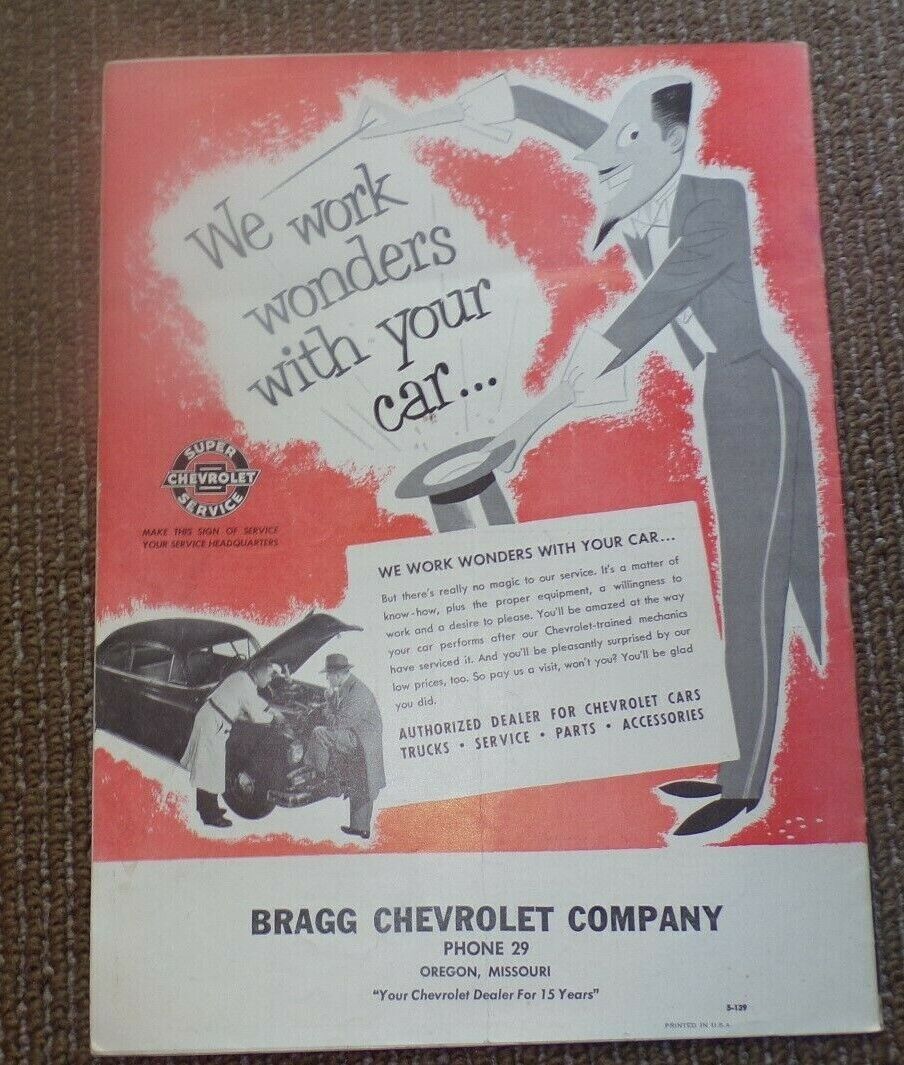 We work
wonders
with your
car...
SUPER
CHEVROLET
SERVICE
MAKE THIS SIGN OF SERVICE
YOUR SERVICE HEADQUARTERS
WE WORK WONDERS WITH YOUR CAR...
But there's really no magic to our service. It's a matter of
know-how, plus the proper equipment, a willingness to
work and a desire to please. You'll be amazed at the way
your car performs after our Chevrolet-trained mechanics
have serviced it. And you'll be pleasantly surprised by our
low prices, too. So pay us a visit, won't you? You'll be glad
you did.
AUTHORIZED DEALER FOR CHEVROLET CARS
TRUCKS • SERVICE • PARTS • ACCESSORIES
BRAGG CHEVROLET COMPANY
PHONE 29
OREGON, MISSOURI
"Your Chevrolet Dealer For 15 Years"
5-139
PRINTED IN U.S.A.